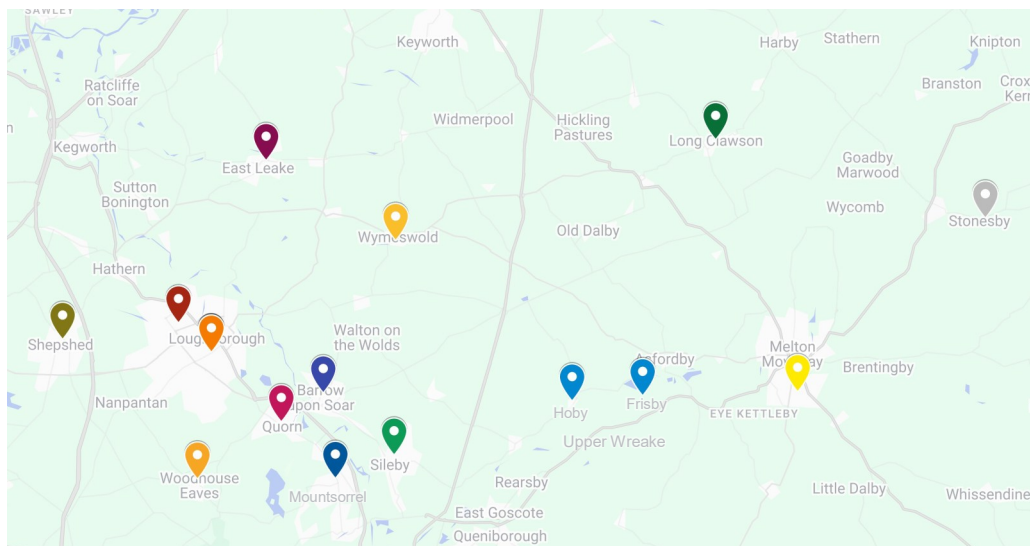 SAWLEY
Keyworth
Harby
Stathern
Knipton
Ratcliffe
on Soar
Branston
Crox
Kerr
Widmerpool
Hickling
Pastures
Long Clawson
n
Kegworth
East Leake
Goadby
Marwood
Sutton
Bonington
Wycomb
Stonesby
Wymeswold
Old Dalby
Hathern
Shepshed
Loughborough
Walton on
the Wolds
Melton
Mowbray
Asfordby
Brentingby
Barrow
upon Soar
Nanpantan
Quorn
Hoby
Frisby
EYE KETTLEBY
Upper Wreake
Sileby
Woodhouse
Eaves
Mountsorrel
Rearsby
Little Dalby
Whissendine
East Goscote
Queniborough